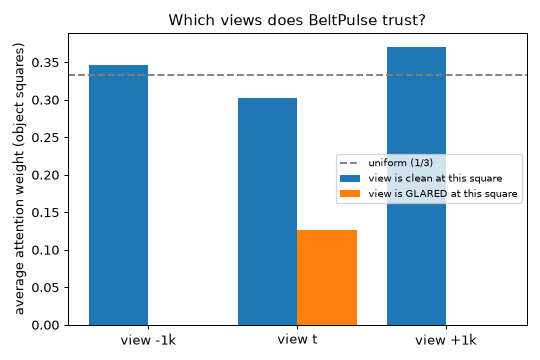 Which views does BeltPulse trust?
average attention weight (object squares)
0.35
0.30
0.25
0.20
0.15
0.10
0.05
0.00
uniform (1/3)
view is clean at this square
view is GLARED at this square
view -1k
view t
view +1k